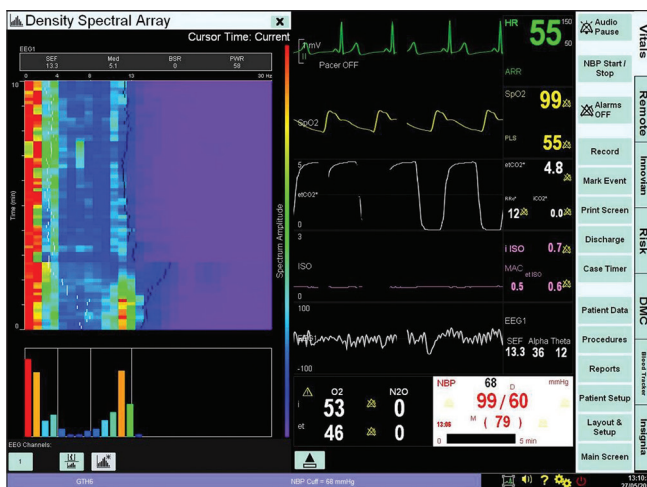 Density Spectral Array
x
Cursor Time: Current
EEG1
SEF Med BSR PWR
13.3 5.1 0 58
0 4 8 13 30 Hz
10
Time (min)
0
Spectrum Amplitude
EEG Channels:
1
1 mV
II
Pacer OFF
HR
55
150
50
ARR
SpO2
SpO2
99
PLS
55
5
etCO2*
0
etCO2*
4.8
RRc* iCO2*
12 0.0
3
ISO
0
i ISO 0.7
MAC et ISO
0.5 0.6
100
EEG1
-100
EEG1
SEF Alpha Theta
13.3 36 12
O2 N2O
i 53 0
et 46 0
NBP 68 D mmHg
99/60
13:05 M (79)
0 5 min
Audio Pause
NBP Start / Stop
Alarms OFF
Record
Mark Event
Print Screen
Discharge
Case Timer
Patient Data
Procedures
Reports
Patient Setup
Layout & Setup
Main Screen
Vitals
Remote
Innovian
Risk
DMC
Bleed Tracker
Insignia
GTH6
NBP Cuff = 68 mmHg
?
13:10: